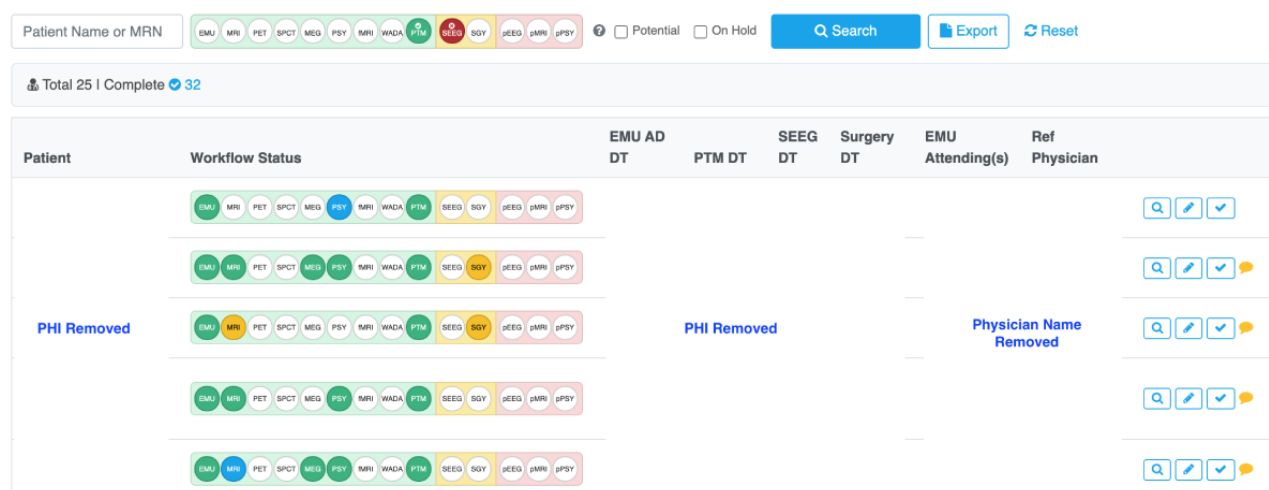 Patient Name or MRN EMU MRI PET SPCT MEG PSY fMRI WADA PTM SEEG SGY pEEG pMRI pPSY Potential On Hold Search Export Reset
Total 25 | Complete 32
Patient Workflow Status EMU AD DT PTM DT SEEG DT Surgery DT EMU Attending(s) Ref Physician
EMU MRI PET SPCT MEG PSY fMRI WADA PTM SEEG SGY pEEG pMRI pPSY
EMU MRI PET SPCT MEG PSY fMRI WADA PTM SEEG SGY pEEG pMRI pPSY
PHI Removed EMU MRI PET SPCT MEG PSY fMRI WADA PTM SEEG SGY pEEG pMRI pPSY PHI Removed Physician Name Removed
EMU MRI PET SPCT MEG PSY fMRI WADA PTM SEEG SGY pEEG pMRI pPSY
EMU MRI PET SPCT MEG PSY fMRI WADA PTM SEEG SGY pEEG pMRI pPSY